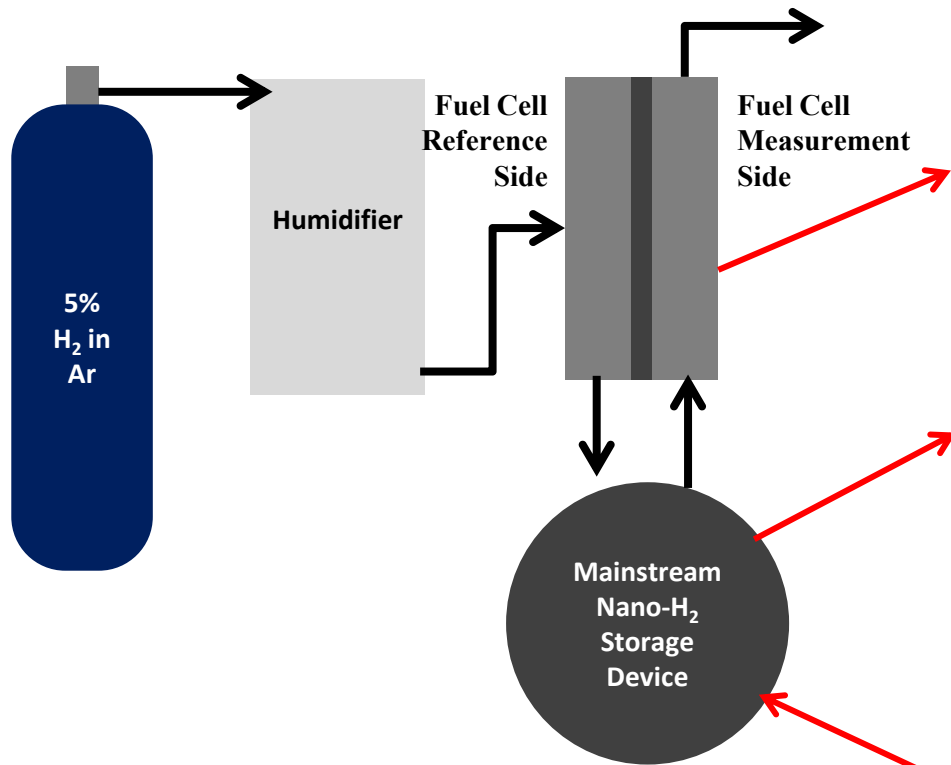 5%
H₂ in
Ar
Humidifier
Fuel Cell
Reference
Side
Fuel Cell
Measurement
Side
Mainstream
Nano-H₂
Storage
Device